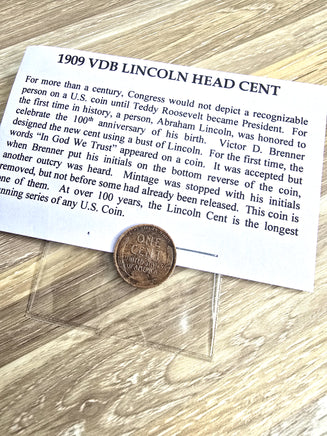 1909 VDB LINCOLN HEAD CENT
For more than a century, Congress would not depict a recognizable
person on a U.S. coin until Teddy Roosevelt became President. For
the first time in history, a person, Abraham Lincoln, was honored to
celebrate the 100th anniversary of his birth. Victor D. Brenner
designed the new cent using a bust of Lincoln. For the first time, the
words "In God We Trust" appeared on a coin. It was accepted but
when Brenner put his initials on the bottom reverse of the coin,
another outcry was heard. Mintage was stopped with his initials
removed, but not before some had already been released. This coin is
one of them. At over 100 years, the Lincoln Cent is the longest
running series of any U.S. Coin.
ONE
CENT
UNITED STATES
OF AMERICA